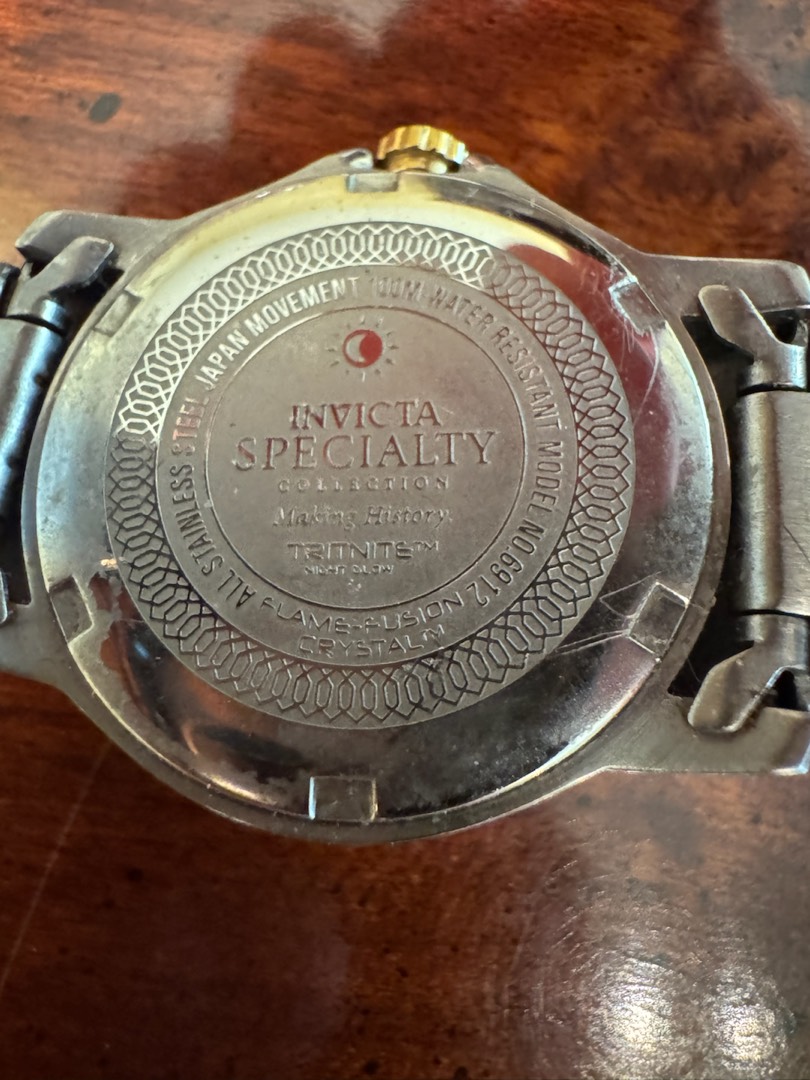 INVICTA
SPECIALTY
COLLECTION
Making History.
TRITNITE™
NIGHT GLOW
ALL STAINLESS STEEL JAPAN MOVEMENT 100M WATER RESISTANT MODEL NO.6912
FLAME-FUSION
CRYSTAL™